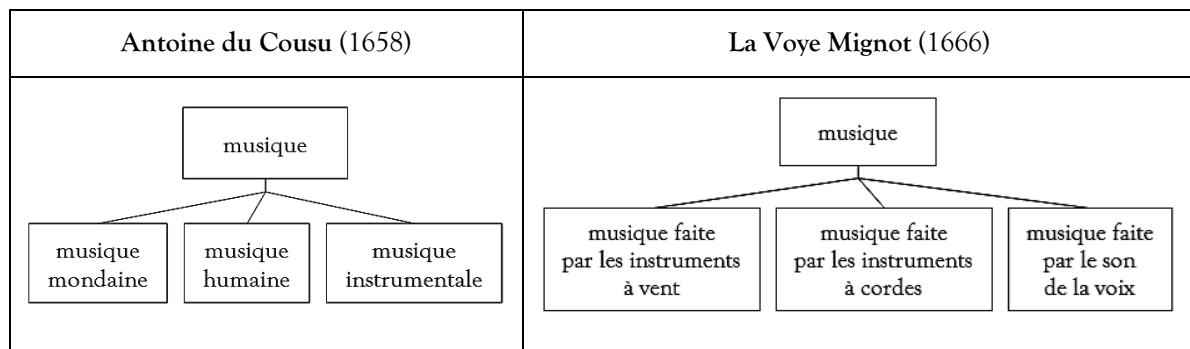 Antoine du Cousu (1658)
La Voye Mignot (1666)
musique
musique
mondaine
musique
humaine
musique
instrumentale
musique
musique faite
par les instruments
à vent
musique faite
par les instruments
à cordes
musique faite
par le son
de la voix